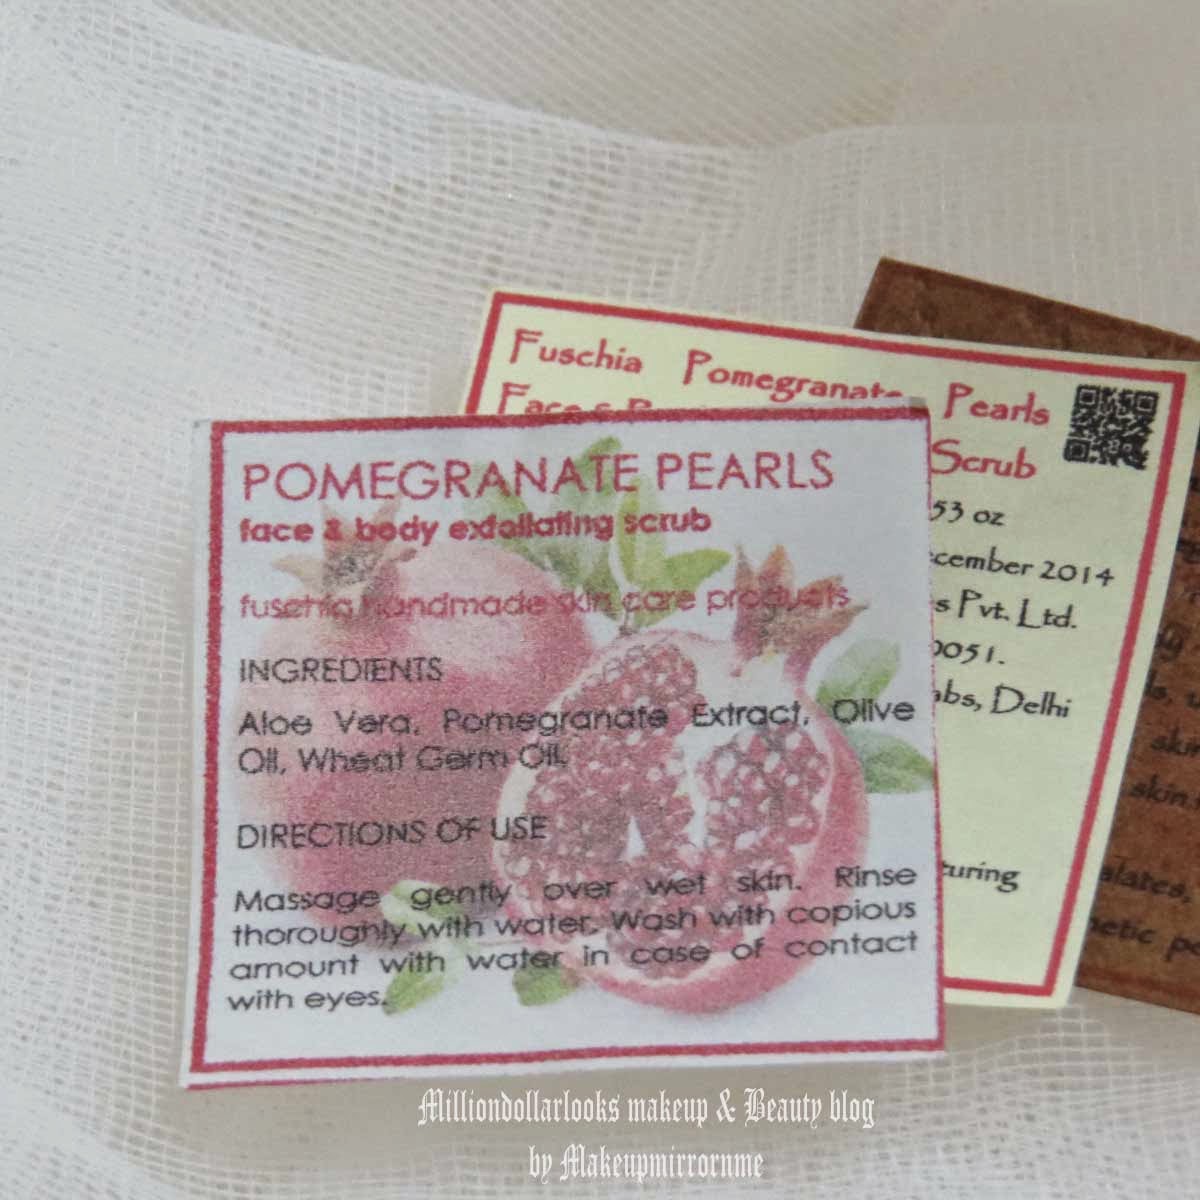 Fuschia Pomegranate Pearls
Scrub
53 oz
cember 2014
s Pvt. Ltd.
0051.
abs, Delhi
turing
POMEGRANATE PEARLS
face & body exfoliating scrub
fuschia handmade skin care products
INGREDIENTS
Aloe Vera, Pomegranate Extract, Olive
Oil, Wheat Germ Oil.
DIRECTIONS OF USE
Massage gently over wet skin. Rinse
thoroughly with water. Wash with copious
amount with water in case of contact
with eyes.
skin
Milliondollarlooks makeup & Beauty blog
by Makeupmirrornme